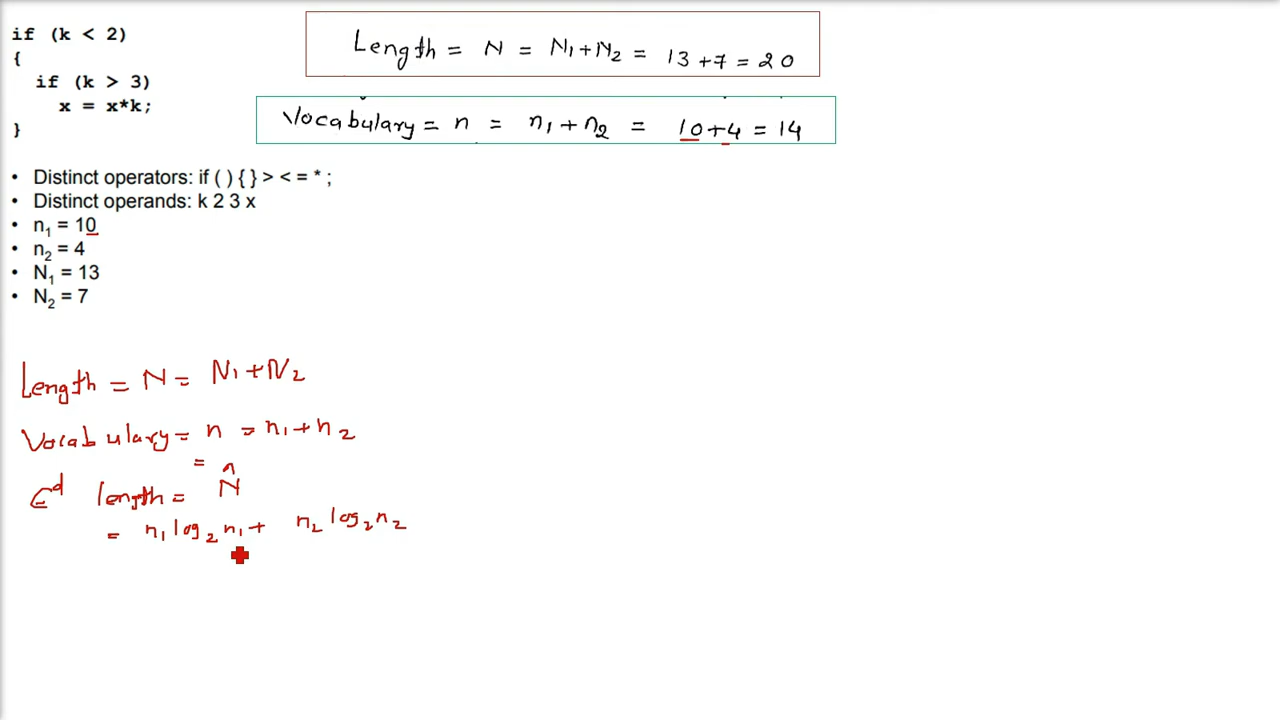 if (k < 2)
{
if (k > 3)
x = x*k;
}
Length = N = N₁+N₂ = 13+7 = 20
Vocabulary = n = n₁+n₂ = 10+4 = 14
• Distinct operators: if ( ) { } > < = * ;
• Distinct operands: k 2 3 x
• n₁ = 10
• n₂ = 4
• N₁ = 13
• N₂ = 7
Length = N = N₁+N₂
Vocabulary = n = n₁+n₂
=
length = N̂
= n₁ log₂ n₁ + n₂ log₂ n₂